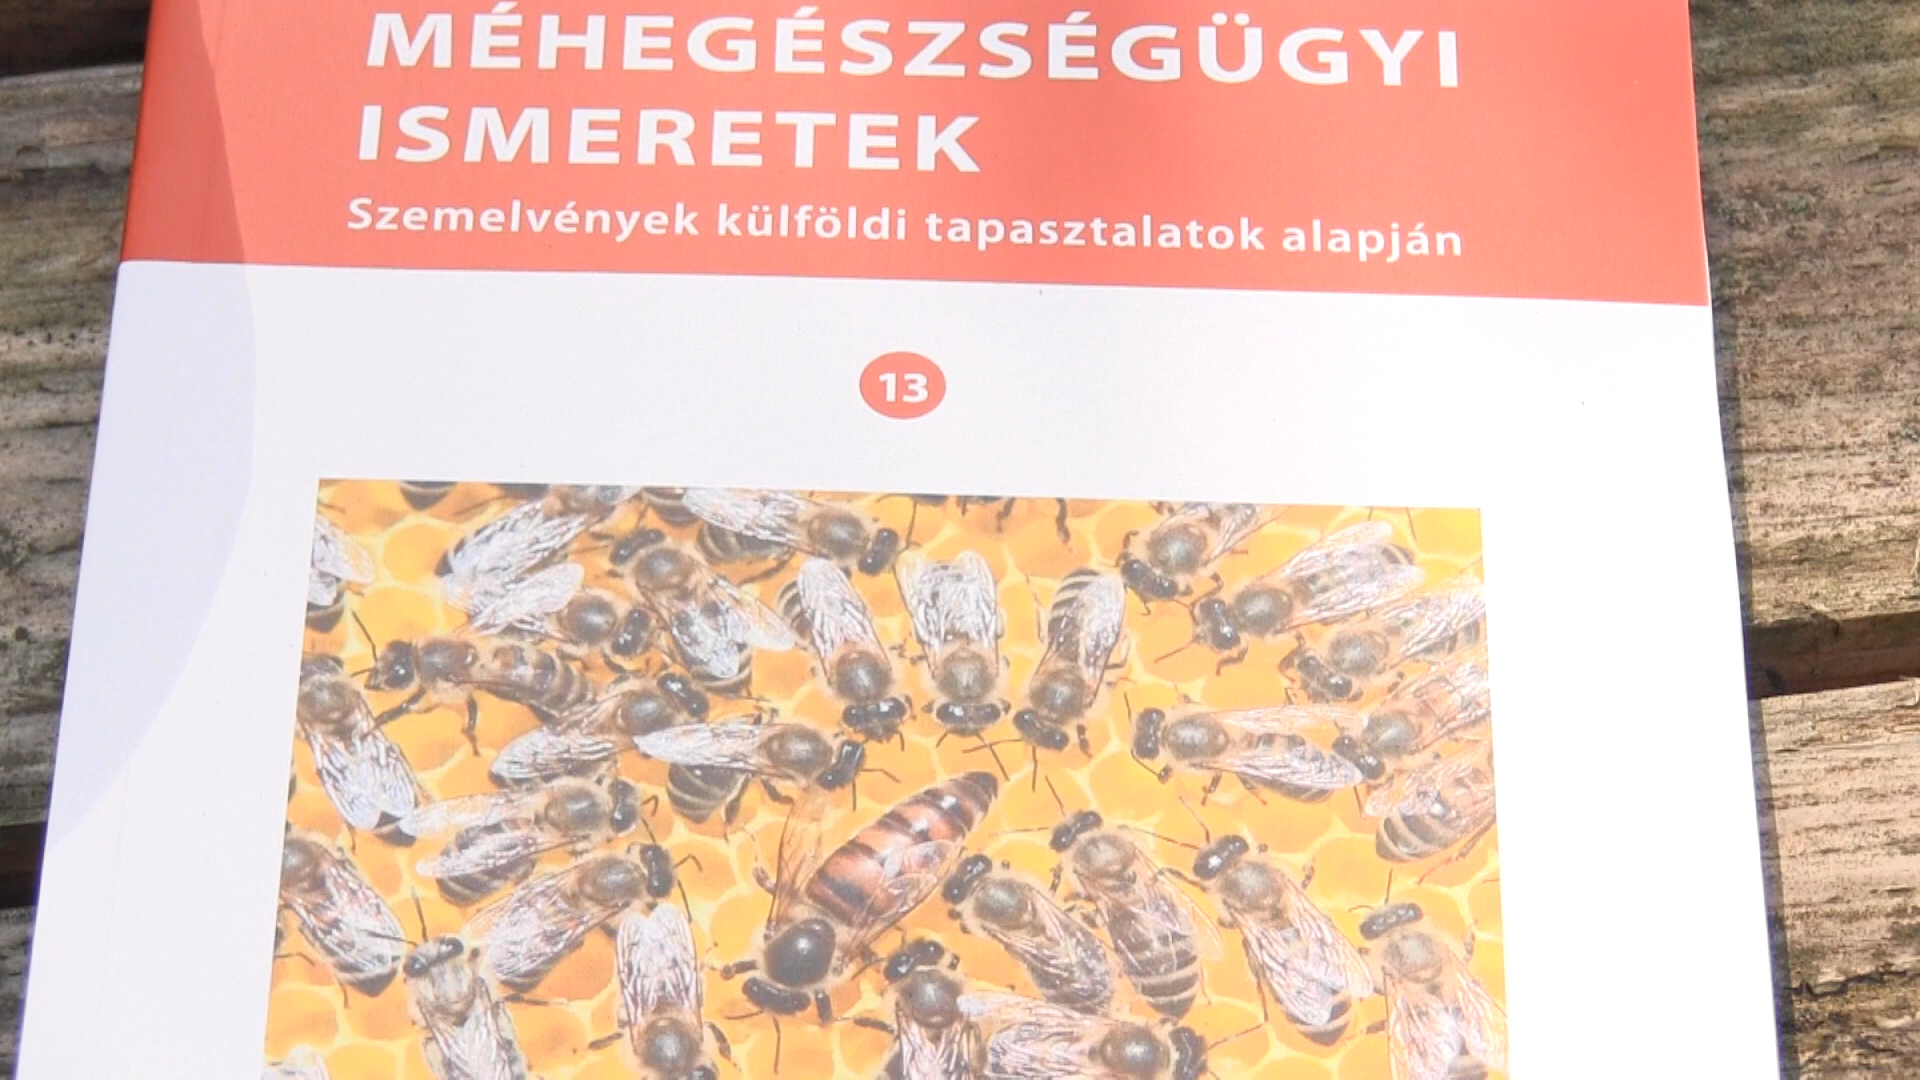 MÉHEGÉSZSÉGÜGYI
ISMERETEK
Szemelvények külföldi tapasztalatok alapján
13